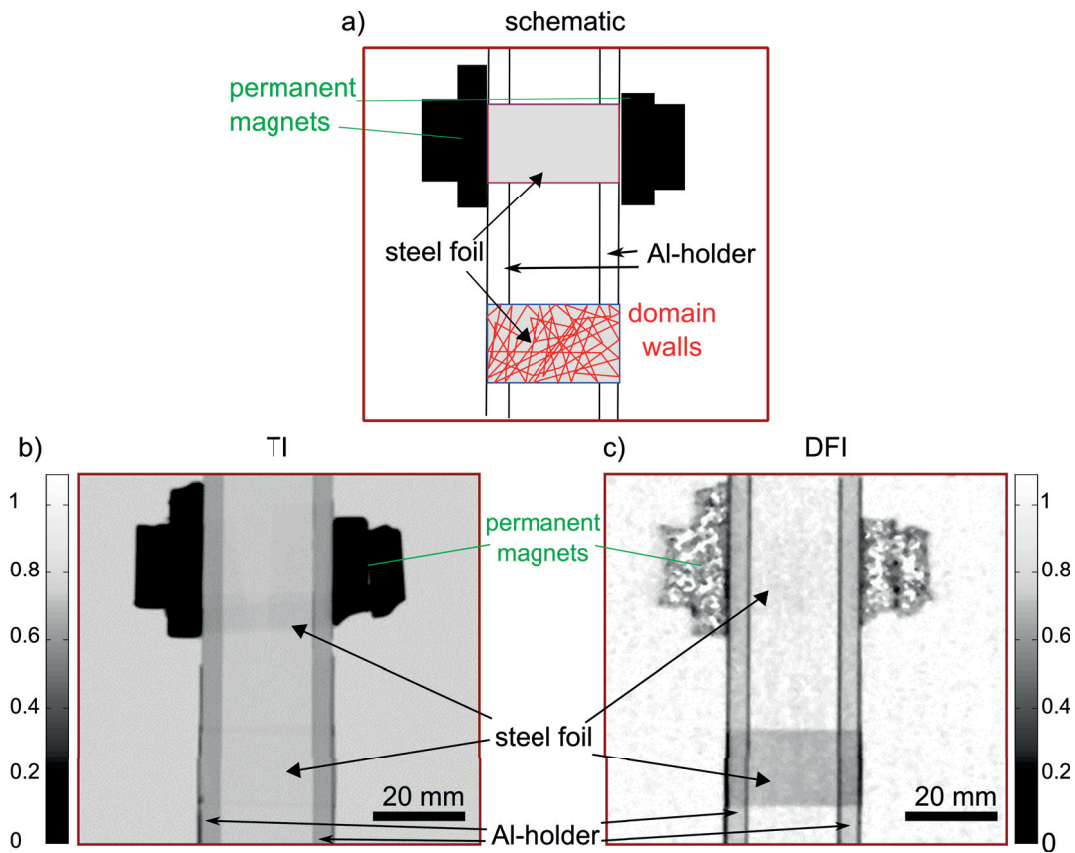 a)
schematic
permanent
magnets
steel foil
Al-holder
domain
walls
b)
TI
c)
DFI
1
0.8
0.6
0.4
0.2
0
permanent
magnets
steel foil
20 mm
Al-holder
20 mm
1
0.8
0.6
0.4
0.2
0